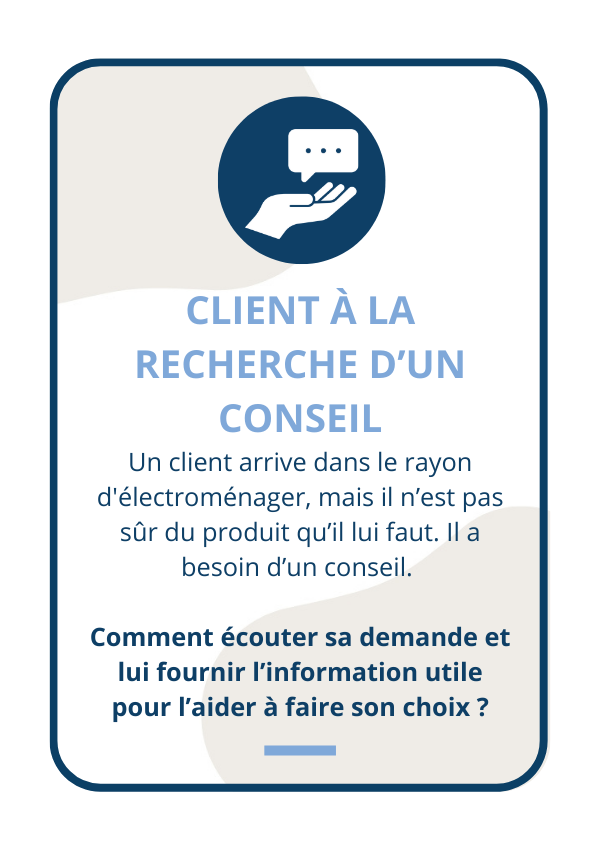 CLIENT À LA
RECHERCHE D’UN
CONSEIL
Un client arrive dans le rayon
d'électroménager, mais il n’est pas
sûr du produit qu’il lui faut. Il a
besoin d’un conseil.
Comment écouter sa demande et
lui fournir l’information utile
pour l’aider à faire son choix ?